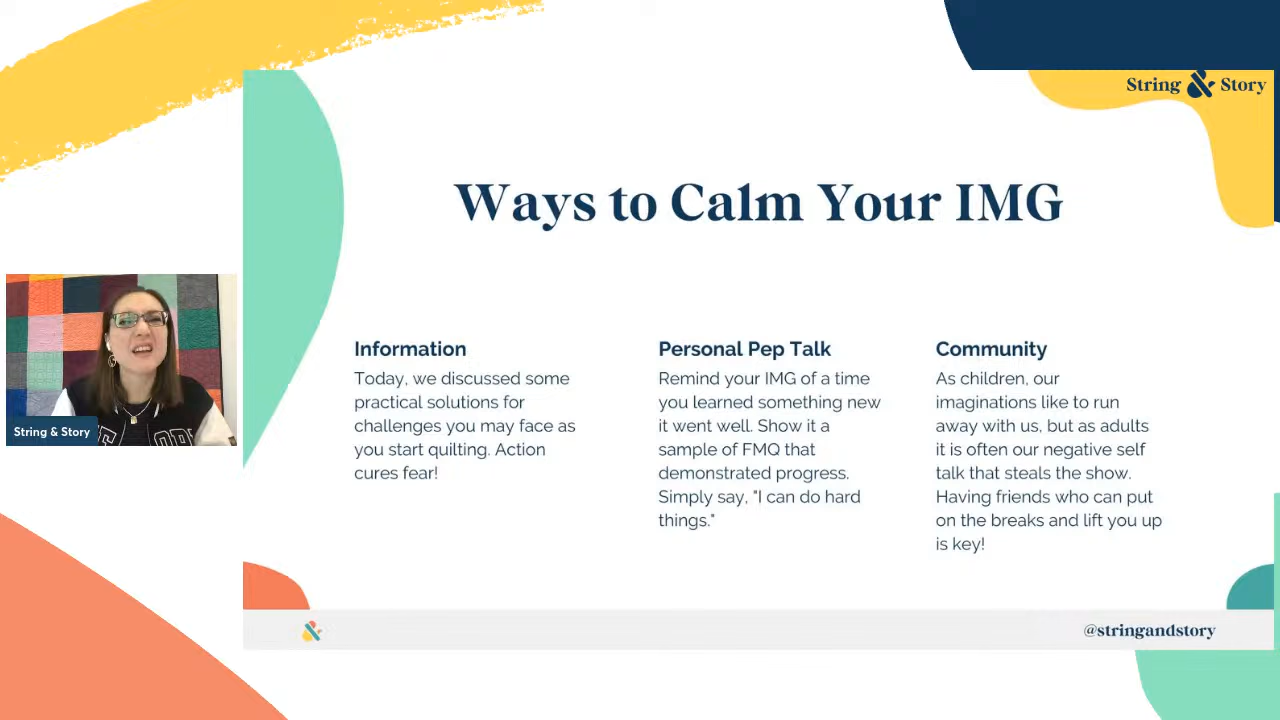 String & Story
Ways to Calm Your IMG
Information
Today, we discussed some
practical solutions for
challenges you may face as
you start quilting. Action
cures fear!
Personal Pep Talk
Remind your IMG of a time
you learned something new
it went well. Show it a
sample of FMQ that
demonstrated progress.
Simply say, "I can do hard
things."
Community
As children, our
imaginations like to run
away with us, but as adults
it is often our negative self
talk that steals the show.
Having friends who can put
on the breaks and lift you up
is key!
String & Story
@stringandstory